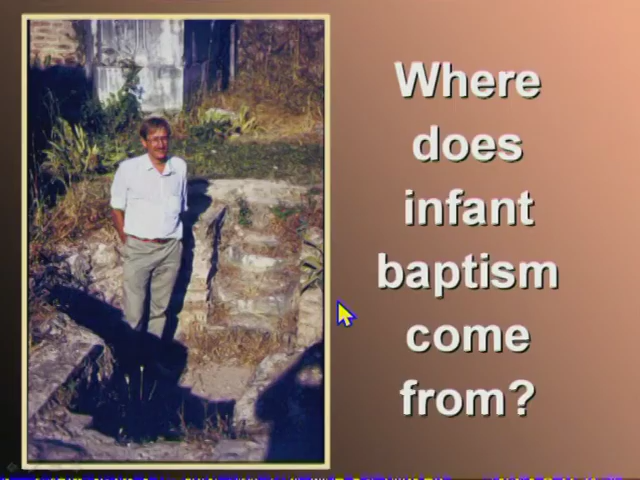 Where
does
infant
baptism
come
from?